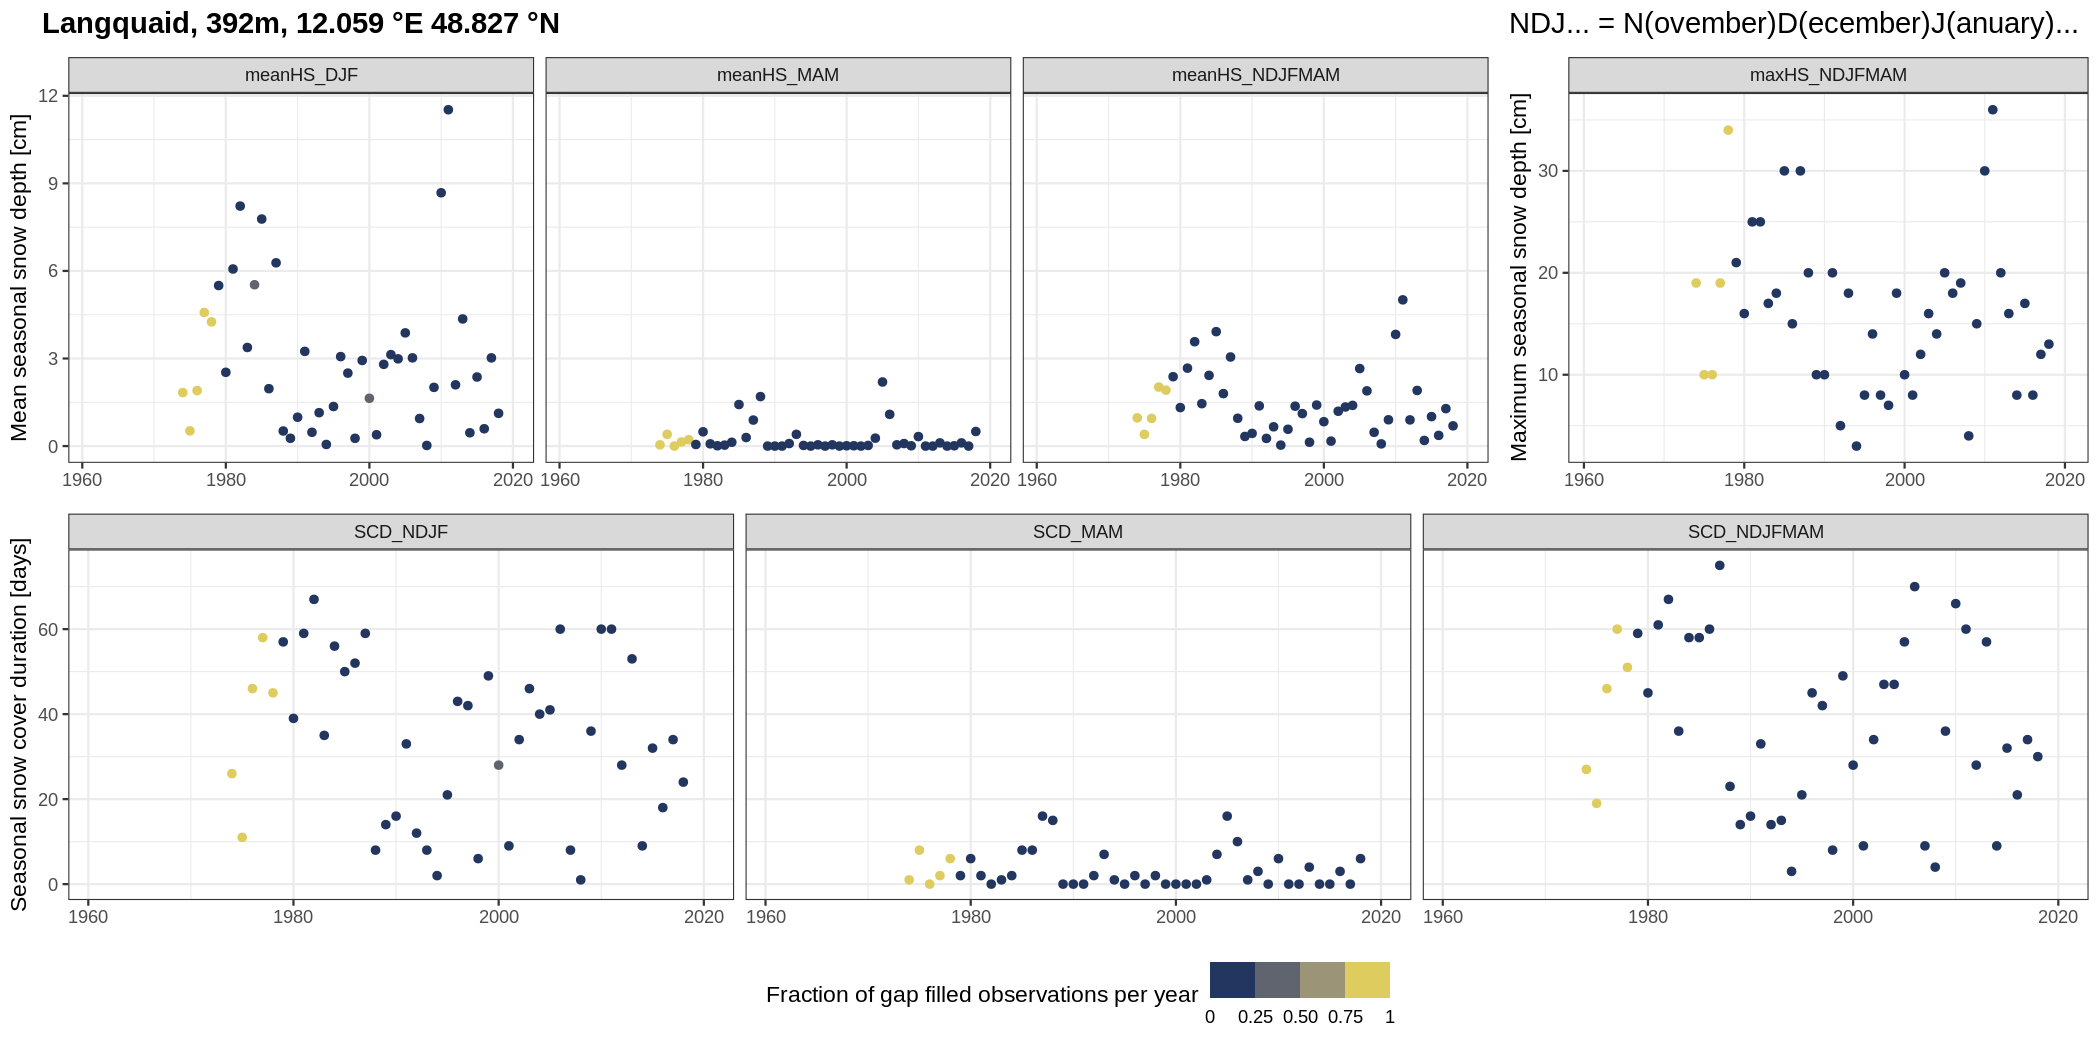 Langquaid, 392m, 12.059 °E 48.827 °N
NDJ... = N(ovember)D(ecember)J(anuary)...
meanHS_DJF
meanHS_MAM
meanHS_NDJFMAM
maxHS_NDJFMAM
Mean seasonal snow depth [cm]
12
9
6
3
0
1960 1980 2000 2020
1960 1980 2000 2020
1960 1980 2000 2020
Maximum seasonal snow depth [cm]
30
20
10
1960 1980 2000 2020
SCD_NDJF
SCD_MAM
SCD_NDJFMAM
Seasonal snow cover duration [days]
60
40
20
0
1960 1980 2000 2020
1960 1980 2000 2020
1960 1980 2000 2020
Fraction of gap filled observations per year
0 0.25 0.50 0.75 1